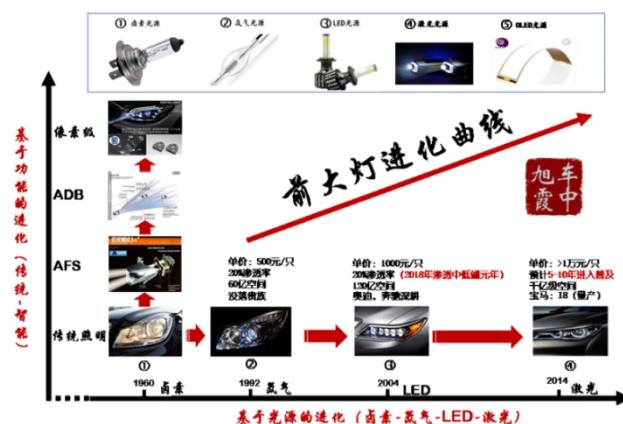 ① 卤素光源
② 氙气光源
③ LED光源
④ 激光光源
⑤ OLED光源
基于功能的进化（传统-智能）
像素级
ADB
AFS
传统照明
前大灯进化曲线
车中旭霞
单价：500元/只
20%渗透率
60亿空间
没落贵族
单价：1000元/只
20%渗透率（2018年渗透中低端元年）
120亿空间
奥迪、奔驰深耕
单价：>1万元/只
预计5-10年进入普及
千亿级空间
宝马：I8（量产）
①
②
③
④
1960 卤素
1992 氙气
2004 LED
2014 激光
基于光源的进化（卤素-氙气-LED-激光）